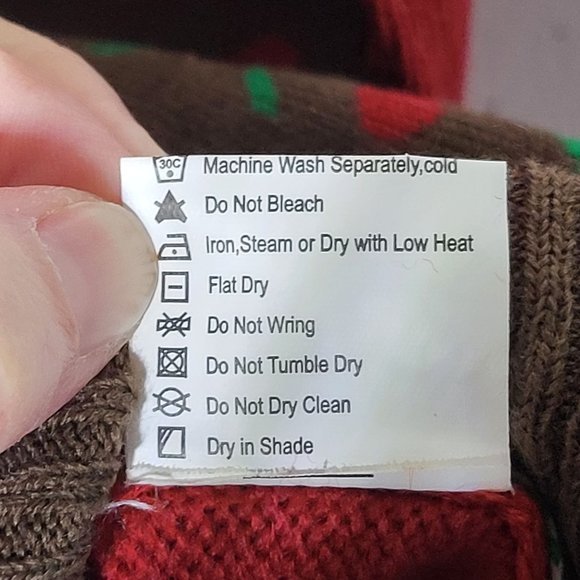 30C Machine Wash Separately,cold
Do Not Bleach
Iron,Steam or Dry with Low Heat
Flat Dry
Do Not Wring
Do Not Tumble Dry
Do Not Dry Clean
Dry in Shade